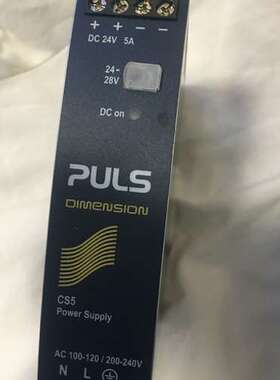 + + − −
DC 24V 5A
24-
28V
DC on
PULS
DIMENSION
CS5
Power Supply
AC 100-120 / 200-240V
N L